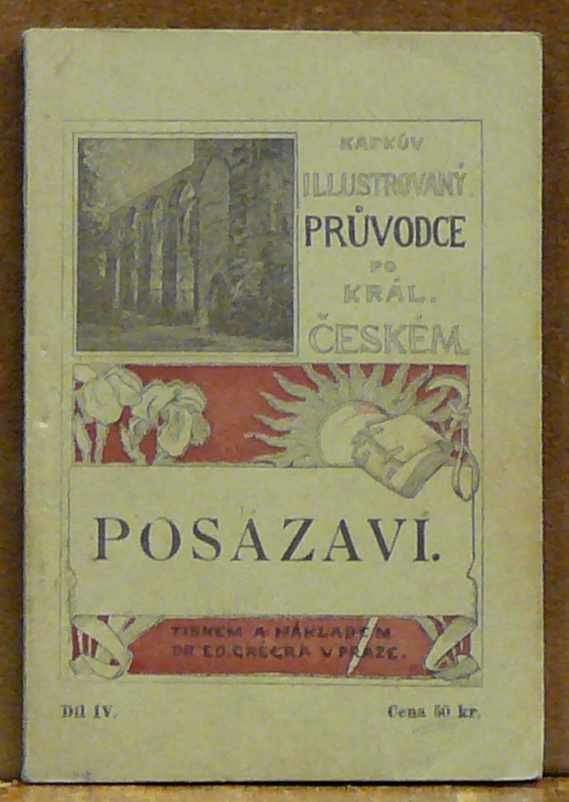 KAFKŮV
ILLUSTROVANÝ
PRŮVODCE
PO
KRÁL.
ČESKÉM.
POSÁZAVÍ.
TISKEM A NÁKLADEM
DR. ED. GRÉGRA V PRAZE.
Díl IV.
Cena 50 kr.